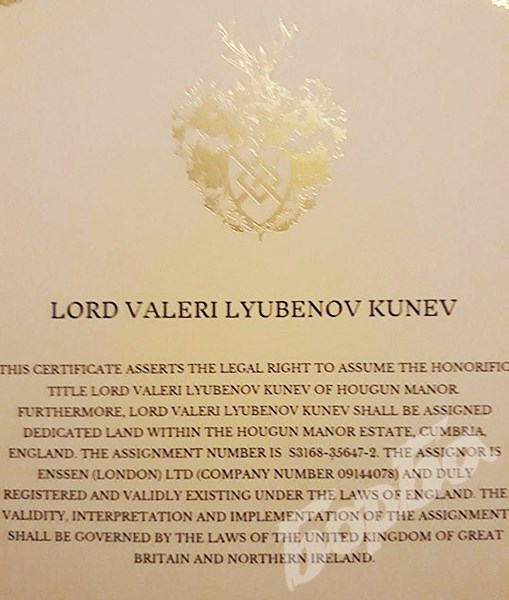 LORD VALERI LYUBENOV KUNEV
THIS CERTIFICATE ASSERTS THE LEGAL RIGHT TO ASSUME THE HONORIFIC
TITLE LORD VALERI LYUBENOV KUNEV OF HOUGUN MANOR.
FURTHERMORE, LORD VALERI LYUBENOV KUNEV SHALL BE ASSIGNED
DEDICATED LAND WITHIN THE HOUGUN MANOR ESTATE, CUMBRIA,
ENGLAND. THE ASSIGNMENT NUMBER IS S3168-35647-2. THE ASSIGNOR IS
ENSSEN (LONDON) LTD (COMPANY NUMBER 09144078) AND DULY
REGISTERED AND VALIDLY EXISTING UNDER THE LAWS OF ENGLAND. THE
VALIDITY, INTERPRETATION AND IMPLEMENTATION OF THE ASSIGNMENT
SHALL BE GOVERNED BY THE LAWS OF THE UNITED KINGDOM OF GREAT
BRITAIN AND NORTHERN IRELAND.